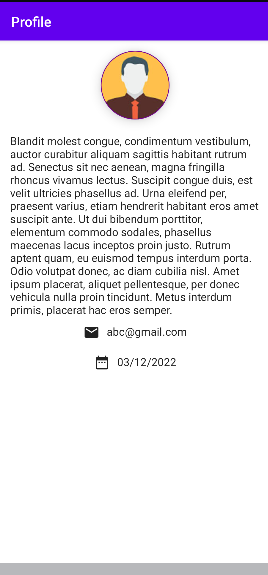 Profile
Blandit molest congue, condimentum vestibulum,
auctor curabitur aliquam sagittis habitant rutrum
ad. Senectus sit nec aenean, magna fringilla
rhoncus vivamus lectus. Suscipit congue duis, est
velit ultricies phasellus ad. Urna eleifend per,
praesent varius, etiam hendrerit habitant eros amet
suscipit ante. Ut dui bibendum porttitor,
elementum commodo sodales, phasellus
maecenas lacus inceptos proin justo. Rutrum
aptent quam, eu euismod tempus interdum porta.
Odio volutpat donec, ac diam cubilia nisl. Amet
ipsum placerat, aliquet pellentesque, per donec
vehicula nulla proin tincidunt. Metus interdum
primis, placerat hac eros semper.
abc@gmail.com
03/12/2022